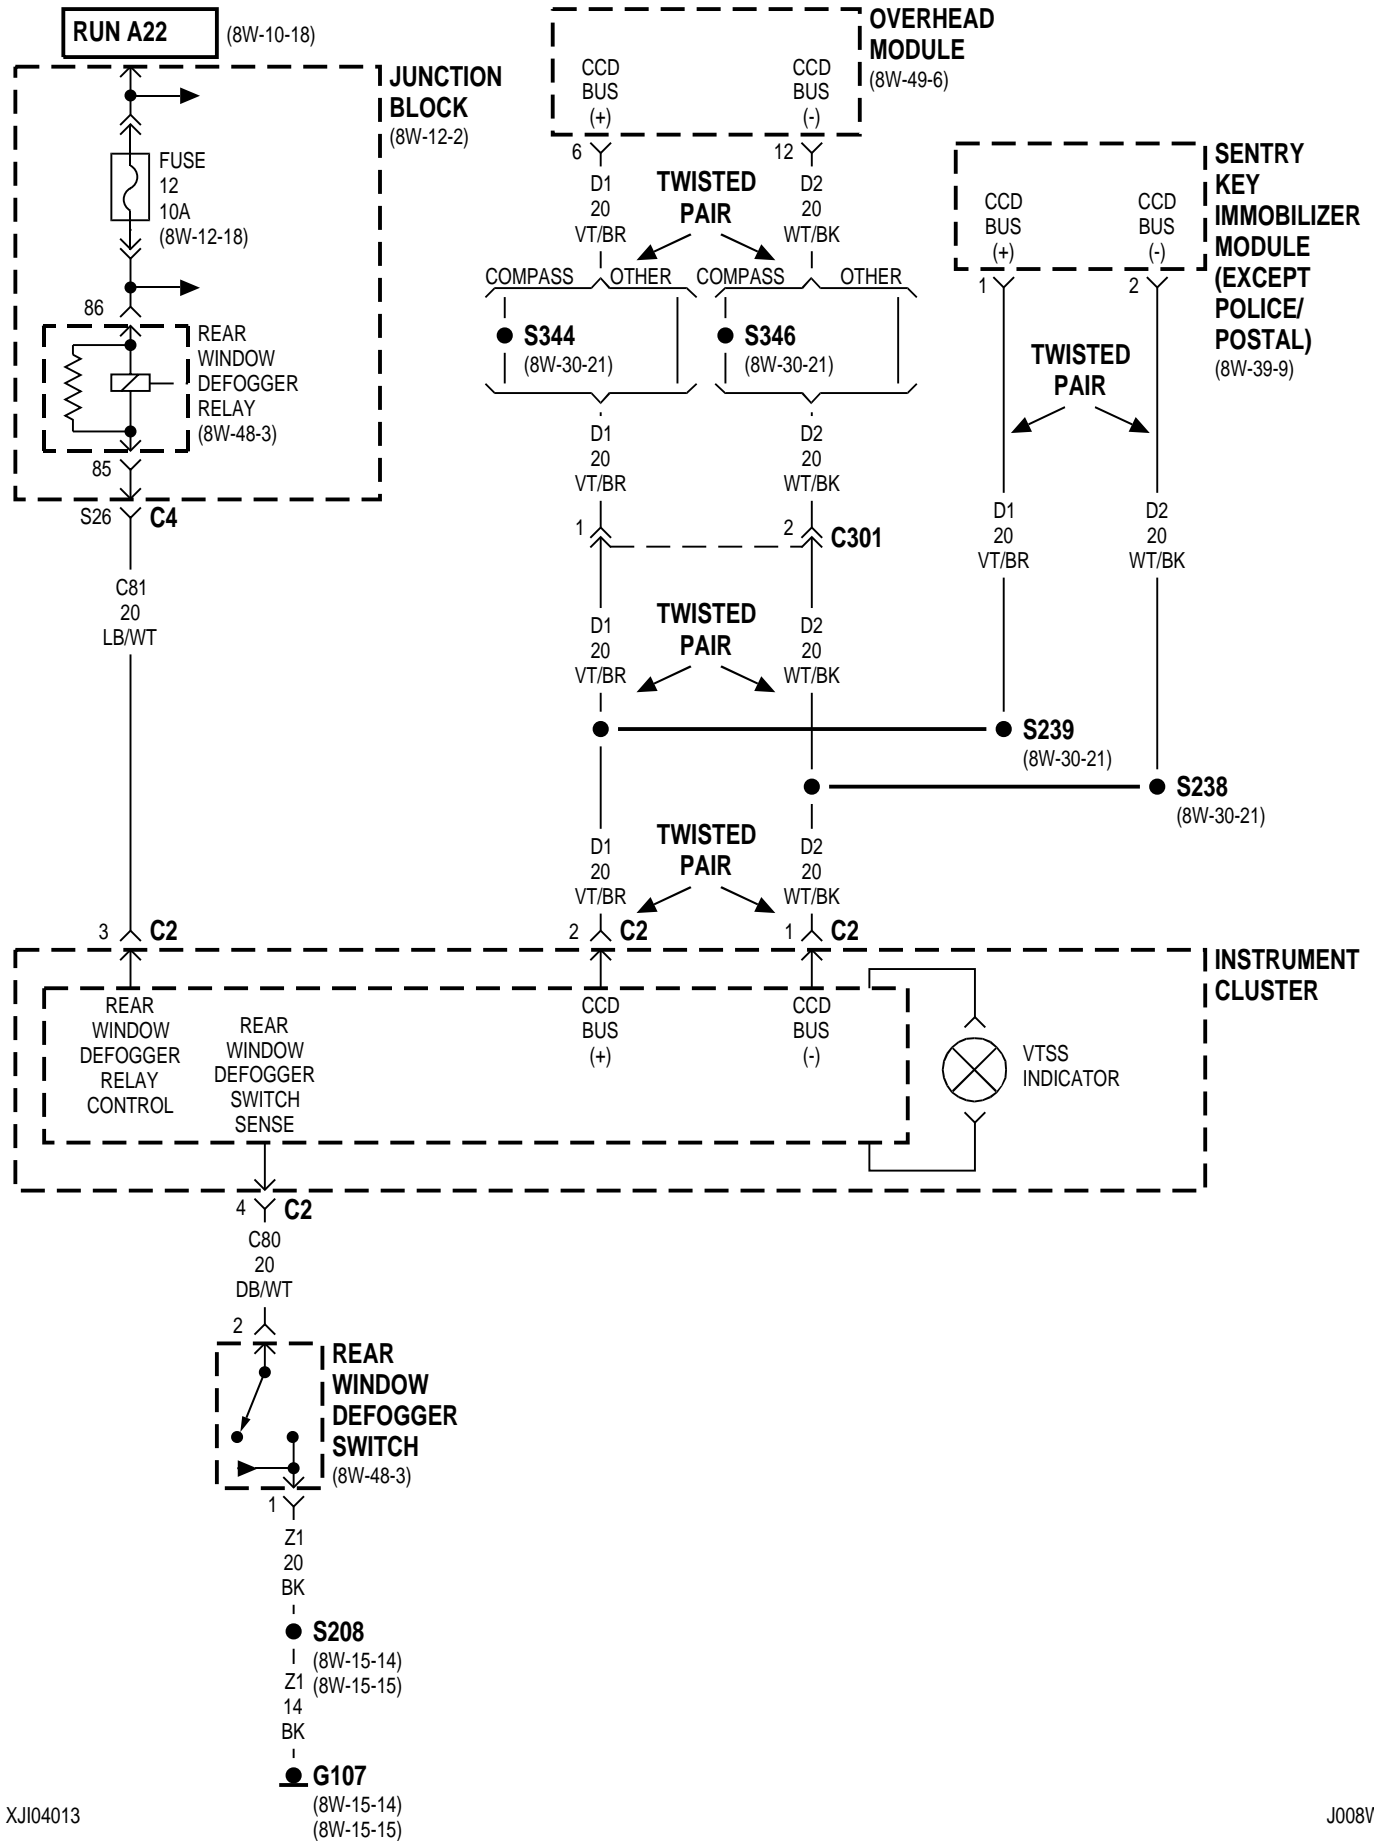 RUN A22
(8W-10-18)
JUNCTION
BLOCK
(8W-12-2)
FUSE
12
10A
(8W-12-18)
86
REAR
WINDOW
DEFOGGER
RELAY
(8W-48-3)
85
S26
C4
C81
20
LB/WT
3
C2
OVERHEAD
MODULE
(8W-49-6)
CCD
BUS
(+)
CCD
BUS
(-)
6
12
D1
20
VT/BR
TWISTED
PAIR
D2
20
WT/BK
COMPASS
OTHER
COMPASS
OTHER
S344
(8W-30-21)
S346
(8W-30-21)
D1
20
VT/BR
D2
20
WT/BK
1
2
C301
D1
20
VT/BR
TWISTED
PAIR
D2
20
WT/BK
SENTRY
KEY
IMMOBILIZER
MODULE
(EXCEPT
POLICE/
POSTAL)
(8W-39-9)
CCD
BUS
(+)
CCD
BUS
(-)
1
2
TWISTED
PAIR
D1
20
VT/BR
D2
20
WT/BK
S239
(8W-30-21)
S238
(8W-30-21)
D1
20
VT/BR
TWISTED
PAIR
D2
20
WT/BK
2
C2
1
C2
INSTRUMENT
CLUSTER
REAR
WINDOW
DEFOGGER
RELAY
CONTROL
REAR
WINDOW
DEFOGGER
SWITCH
SENSE
CCD
BUS
(+)
CCD
BUS
(-)
VTSS
INDICATOR
4
C2
C80
20
DB/WT
2
REAR
WINDOW
DEFOGGER
SWITCH
(8W-48-3)
1
Z1
20
BK
S208
(8W-15-14)
(8W-15-15)
Z1
14
BK
G107
(8W-15-14)
(8W-15-15)
XJI04013
J008W